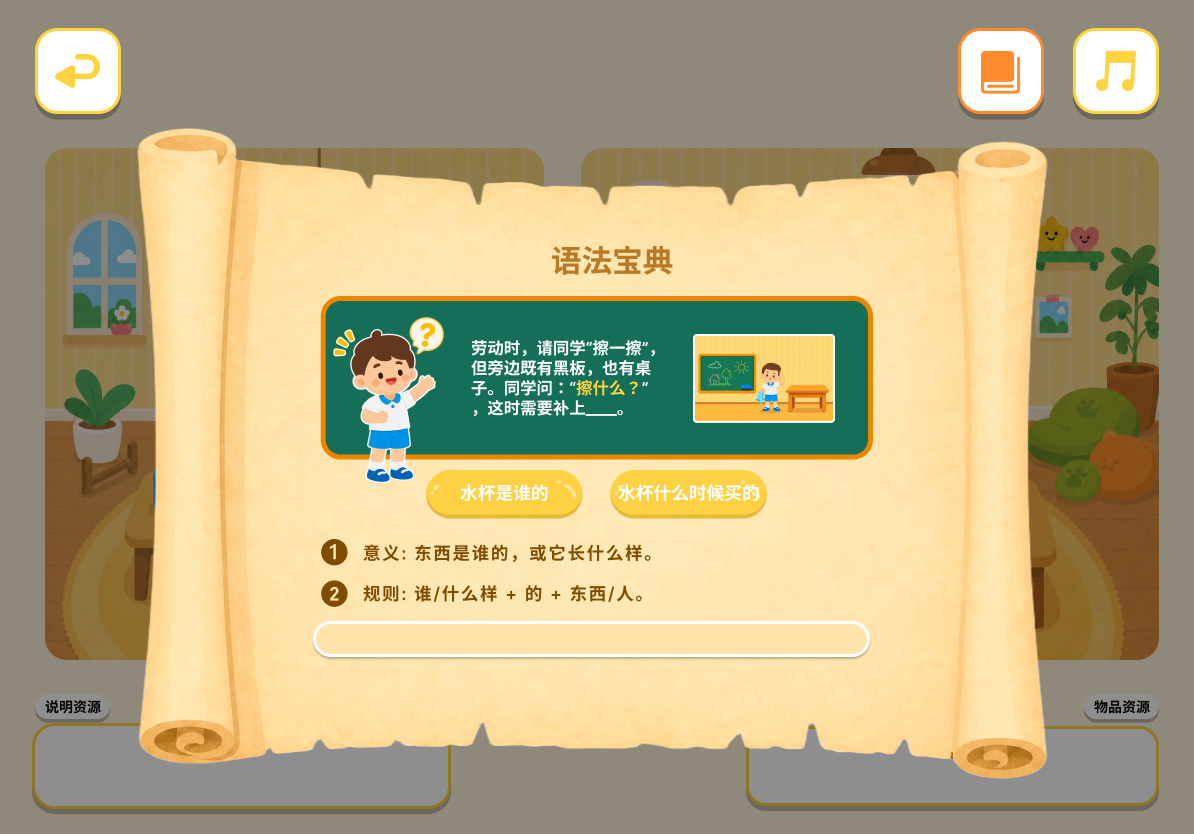 语法宝典
?
劳动时，请同学“擦一擦”，
但旁边既有黑板，也有桌
子。同学问：“擦什么？”
，这时需要补上____。
水杯是谁的
水杯什么时候买的
1 意义: 东西是谁的，或它长什么样。
2 规则: 谁/什么样 + 的 + 东西/人。
说明资源
物品资源